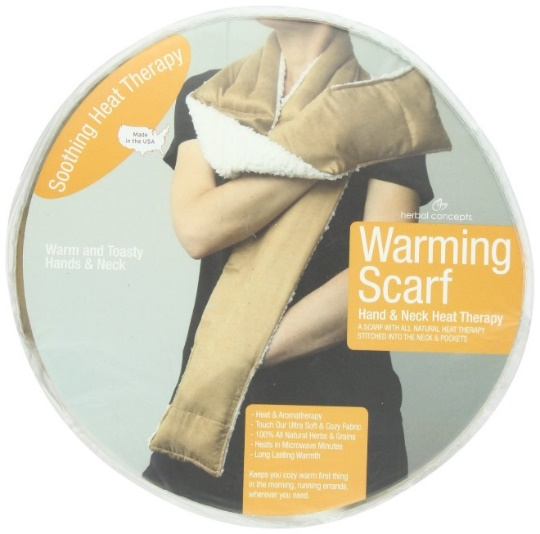 Soothing Heat Therapy
Made
in the USA
Warm and Toasty
Hands & Neck
herbal concepts
Warming
Scarf
Hand & Neck Heat Therapy
A SCARF WITH ALL NATURAL HEAT THERAPY
STITCHED INTO THE NECK & POCKETS
- Heat & Aromatherapy
- Touch Our Ultra Soft & Cozy Fabric
- 100% All Natural Herbs & Grains
- Heats in Microwave Minutes
- Long Lasting Warmth
Keeps you cozy warm first thing
in the morning, running errands,
wherever you need.